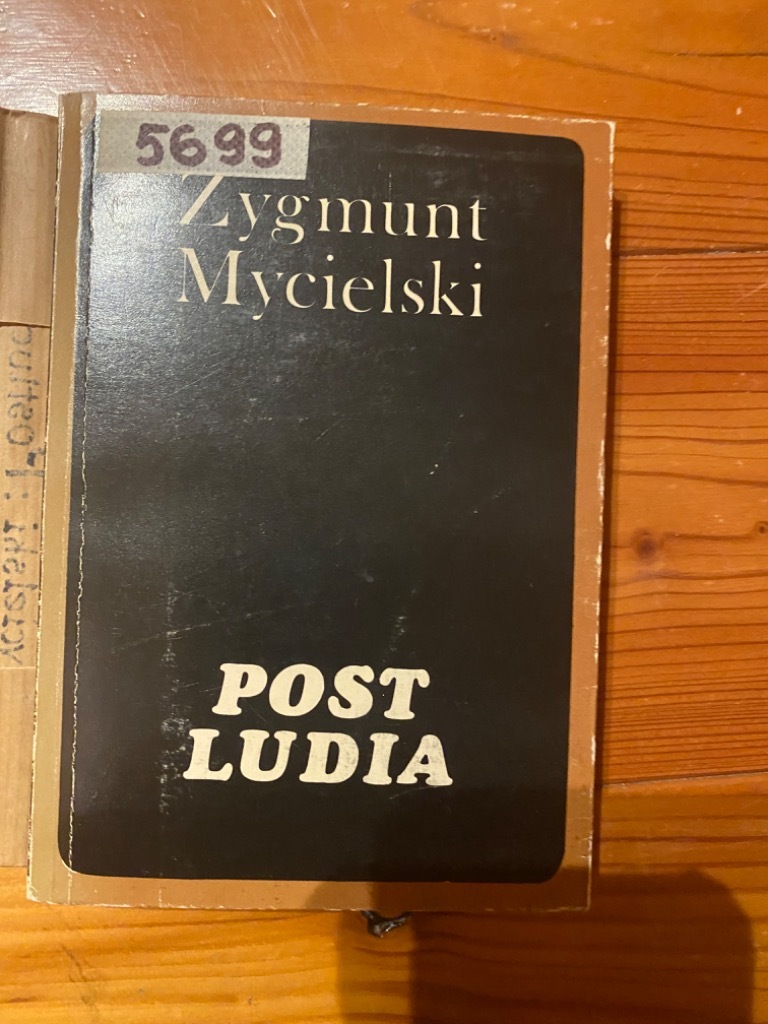 5699
Zygmunt
Mycielski
POST
LUDIA